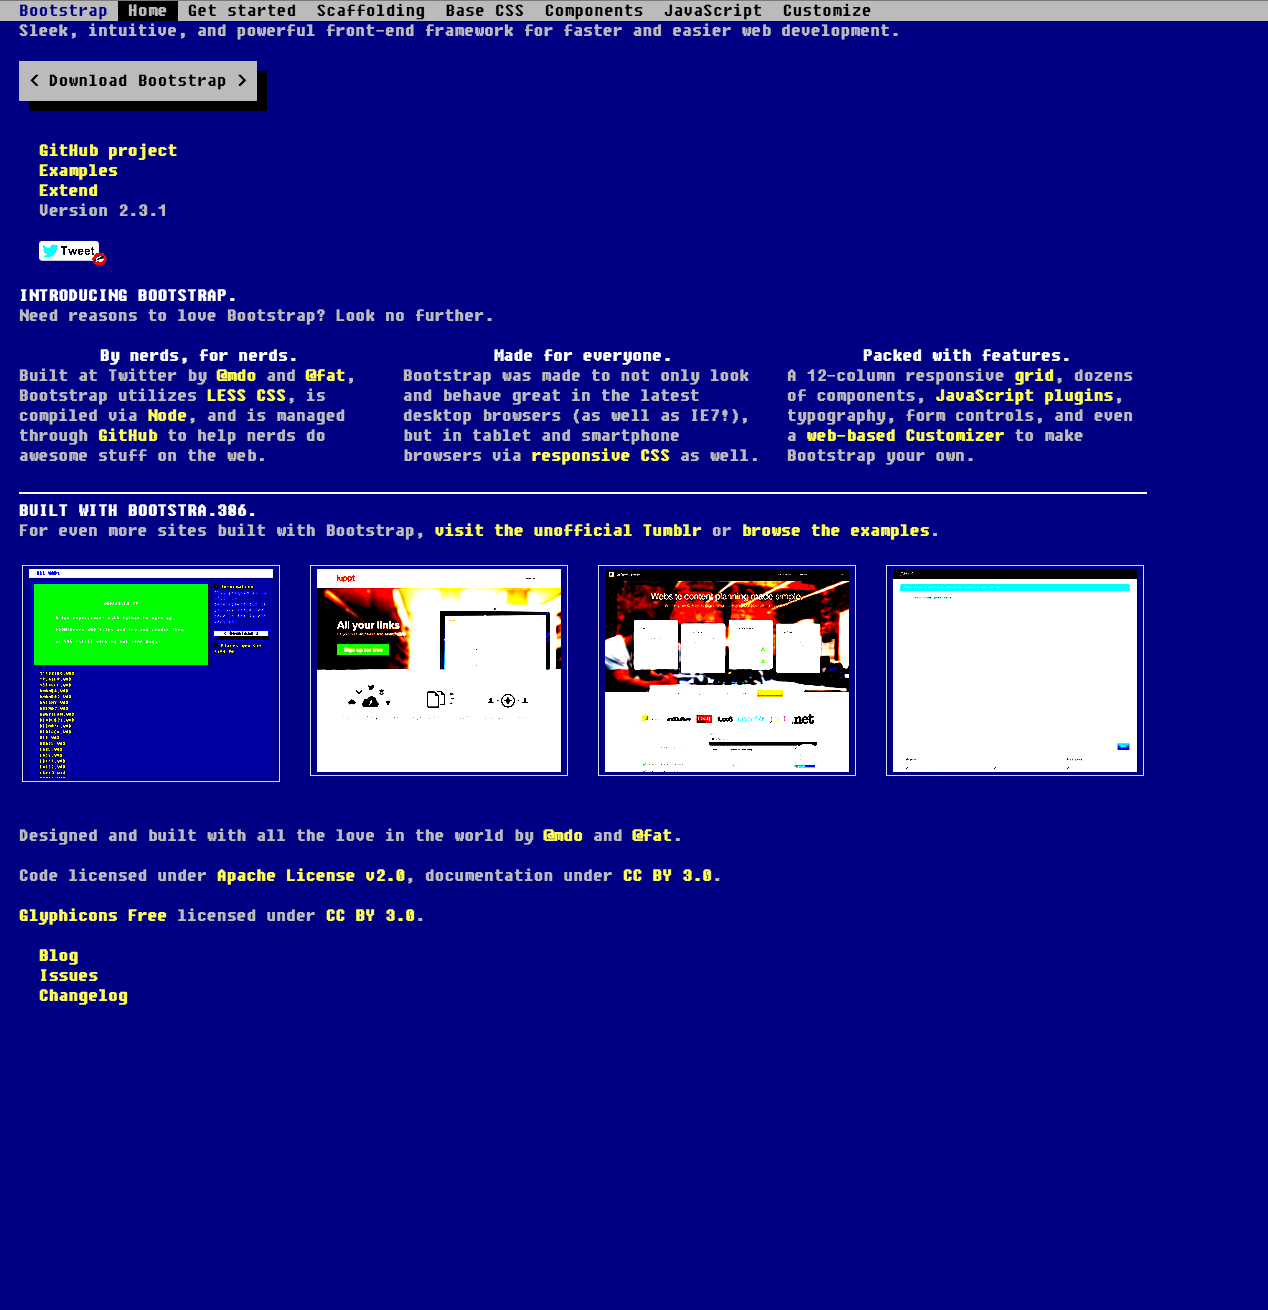 Bootstrap Home Get started Scaffolding Base CSS Components JavaScript Customize
Sleek, intuitive, and powerful front-end framework for faster and easier web development.
< Download Bootstrap >
GitHub project
Examples
Extend
Version 2.3.1
Tweet
INTRODUCING BOOTSTRAP.
Need reasons to love Bootstrap? Look no further.
By nerds, for nerds.
Built at Twitter by @mdo and @fat,
Bootstrap utilizes LESS CSS, is
compiled via Node, and is managed
through GitHub to help nerds do
awesome stuff on the web.
Made for everyone.
Bootstrap was made to not only look
and behave great in the latest
desktop browsers (as well as IE7!),
but in tablet and smartphone
browsers via responsive CSS as well.
Packed with features.
A 12-column responsive grid, dozens
of components, JavaScript plugins,
typography, form controls, and even
a web-based Customizer to make
Bootstrap your own.
BUILT WITH BOOTSTRA.386.
For even more sites built with Bootstrap, visit the unofficial Tumblr or browse the examples.
kippt
All your links
Sign up for free
Website content planning made simple.
.net
Designed and built with all the love in the world by @mdo and @fat.
Code licensed under Apache License v2.0, documentation under CC BY 3.0.
Glyphicons Free licensed under CC BY 3.0.
Blog
Issues
Changelog